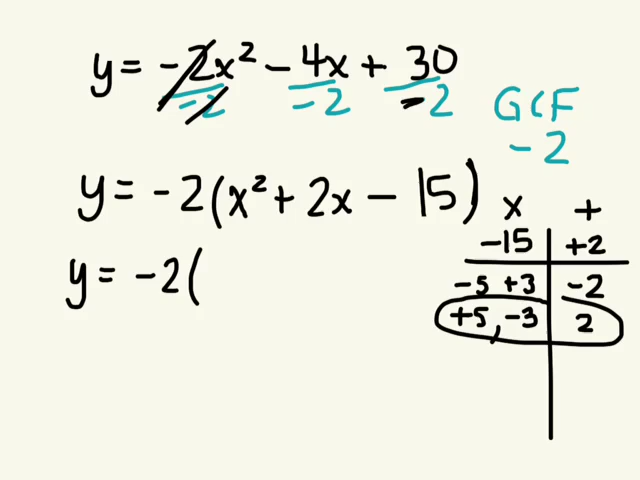 y = -2x² - 4x + 30
-2 -2 -2
GCF
-2
y = -2(x² + 2x - 15)
x +
-15 +2
-5 +3 -2
+5, -3 2
y = -2(